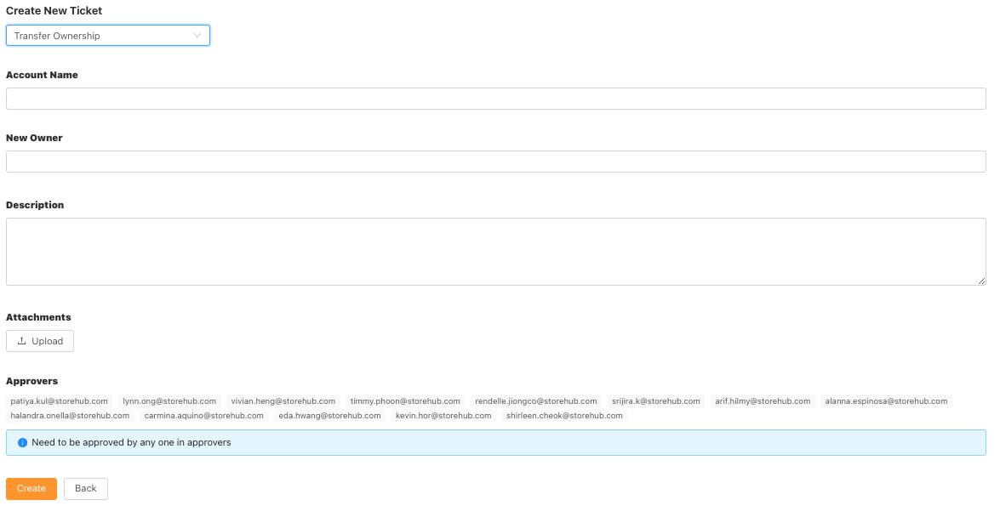 Create New Ticket
Transfer Ownership
Account Name
New Owner
Description
Attachments
Upload
Approvers
patiya.kul@storehub.com lynn.ong@storehub.com vivian.heng@storehub.com timmy.phoon@storehub.com rendelle.jiongco@storehub.com srijira.k@storehub.com arif.hilmy@storehub.com alanna.espinosa@storehub.com
halandra.onella@storehub.com carmina.aquino@storehub.com eda.hwang@storehub.com kevin.hor@storehub.com shirleen.cheok@storehub.com
Need to be approved by any one in approvers
Create Back